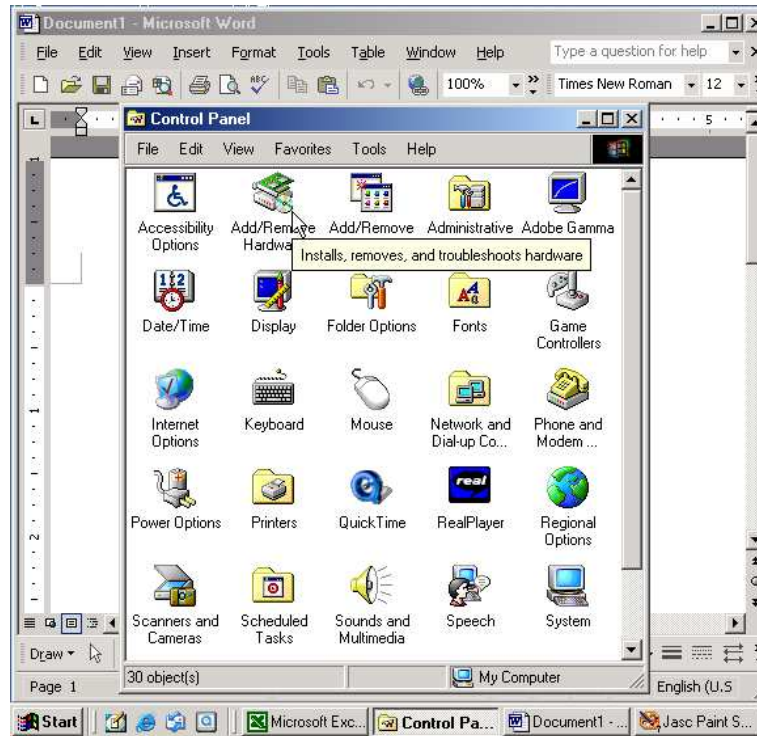 Document1 - Microsoft Word
File Edit View Insert Format Tools Table Window Help Type a question for help
100% Times New Roman 12
5
Control Panel
File Edit View Favorites Tools Help
Accessibility Options
Add/Remove Hardwa
Add/Remove
Administrative
Adobe Gamma
Installs, removes, and troubleshoots hardware
Date/Time
Display
Folder Options
Fonts
Game Controllers
Internet Options
Keyboard
Mouse
Network and Dial-up Co...
Phone and Modem ...
Power Options
Printers
QuickTime
real
RealPlayer
Regional Options
Scanners and Cameras
Scheduled Tasks
Sounds and Multimedia
Speech
System
Draw
30 object(s) My Computer
Page 1 English (U.S
Start Microsoft Exc... Control Pa... Document1 - ... Jasc Paint S...